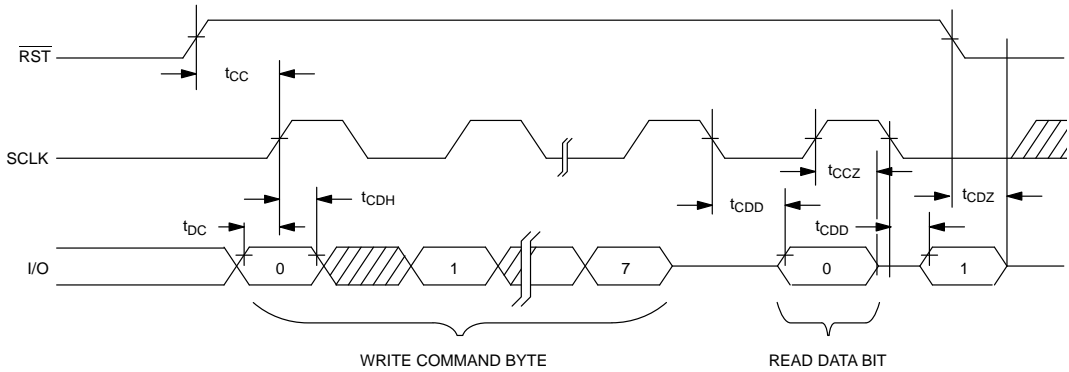 RST
tCC
SCLK
tCCZ
tCDH
tCDD
tCDZ
tDC
tCDD
I/O
0
1
7
0
1
WRITE COMMAND BYTE
READ DATA BIT